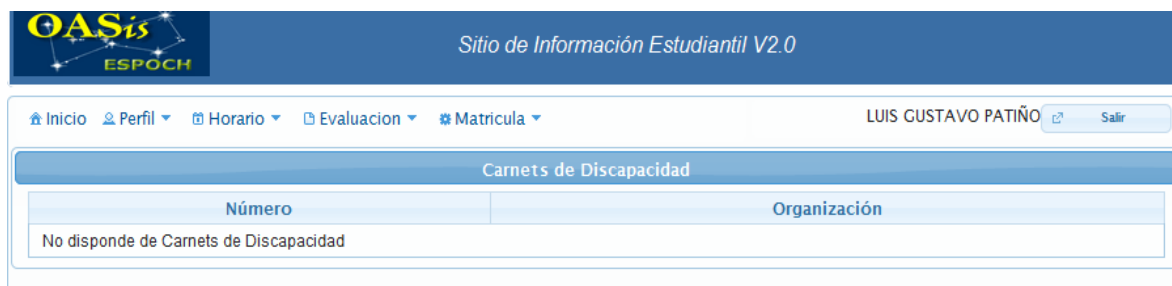 OASis
ESPOCH
Sitio de Información Estudiantil V2.0
Inicio Perfil Horario Evaluacion Matricula LUIS GUSTAVO PATIÑO Salir
Carnets de Discapacidad
Número Organización
No disponde de Carnets de Discapacidad